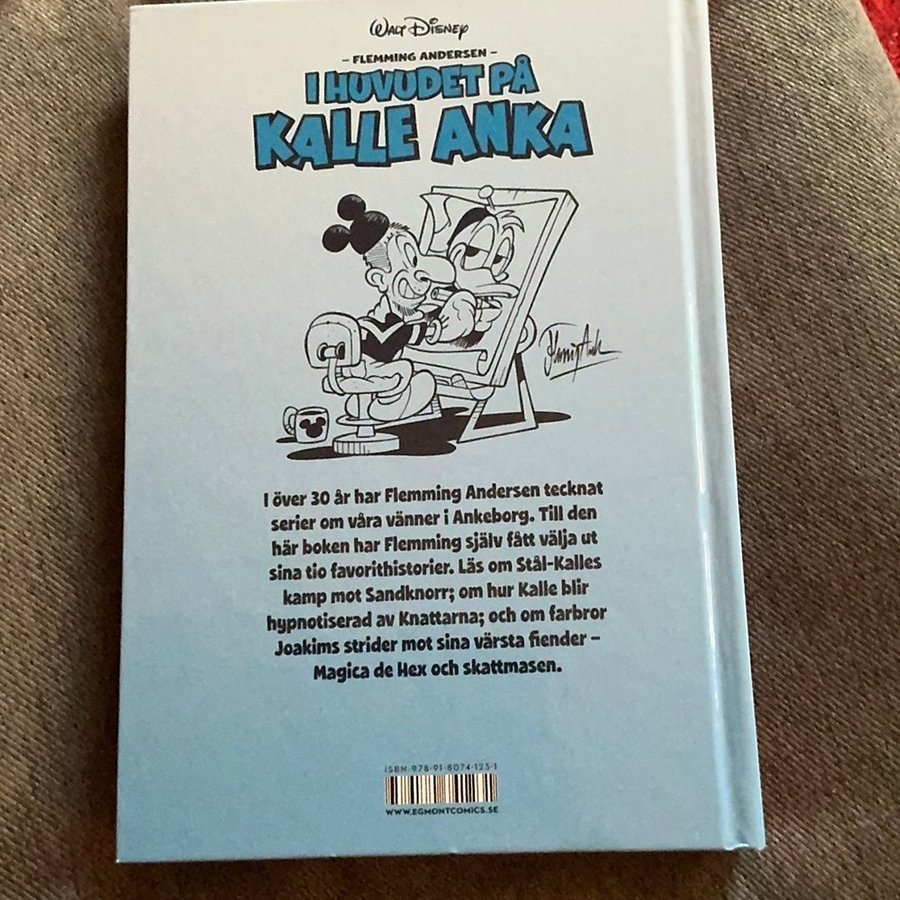 WALT DISNEY
– FLEMMING ANDERSEN –
I HUVUDET PÅ
KALLE ANKA
I över 30 år har Flemming Andersen tecknat
serier om våra vänner i Ankeborg. Till den
här boken har Flemming själv fått välja ut
sina tio favorithistorier. Läs om Stål-Kalles
kamp mot Sandknorr; om hur Kalle blir
hypnotiserad av Knattarna; och om farbror
Joakims strider mot sina värsta fiender –
Magica de Hex och skattmasen.
ISBN 978-91-8074-123-1
WWW.EGMONTCOMICS.SE